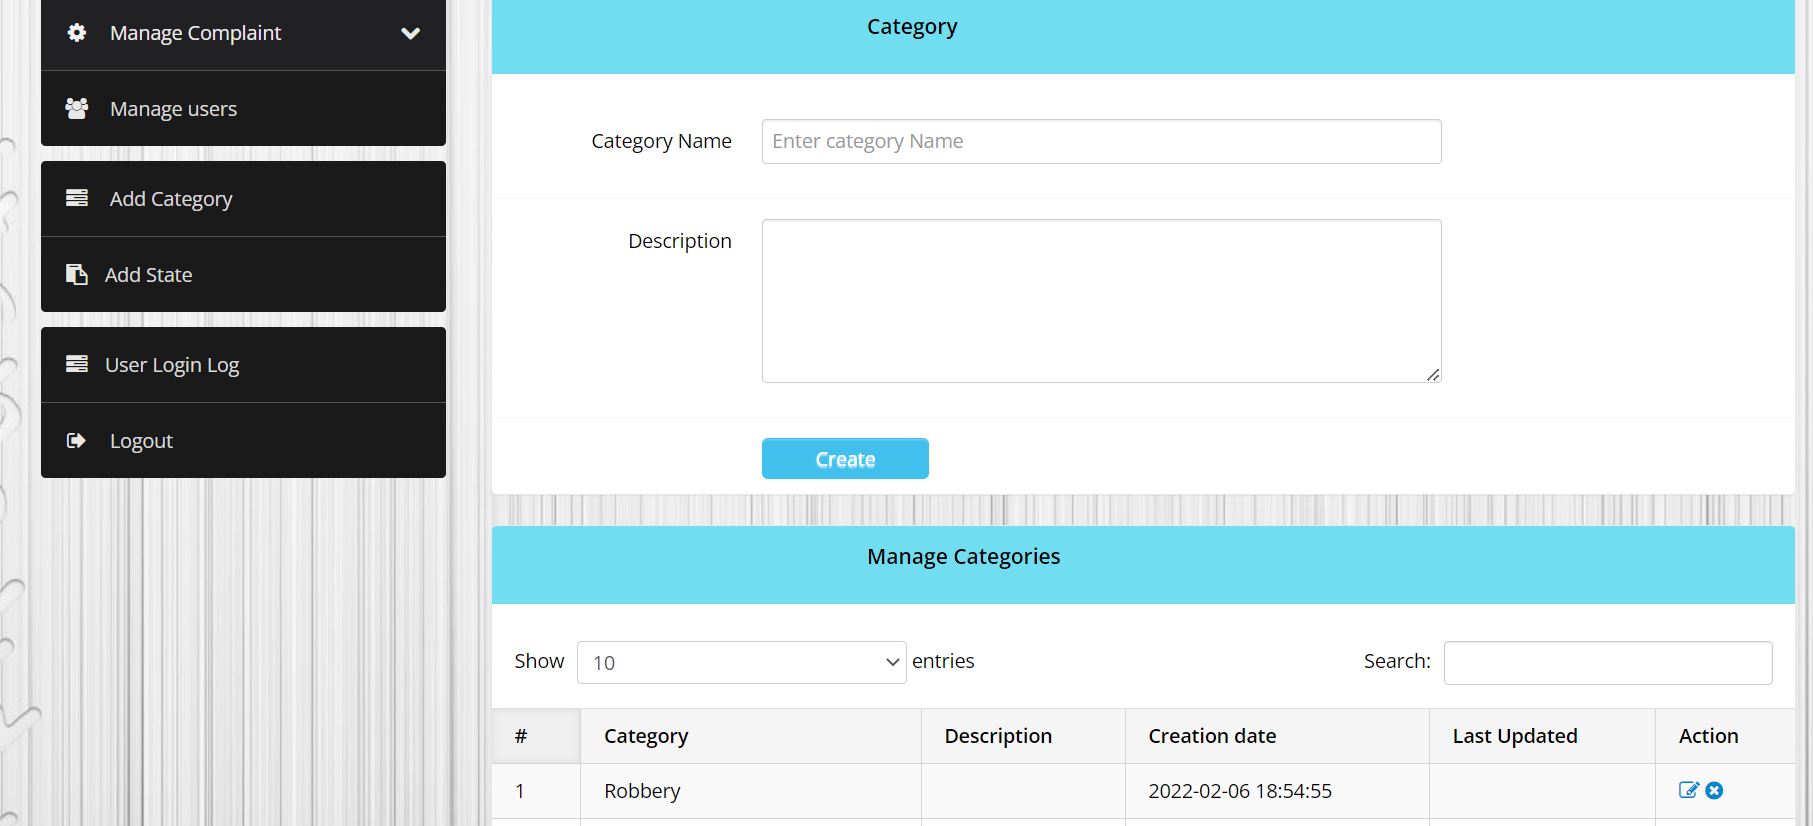 Manage Complaint
Manage users
Add Category
Add State
User Login Log
Logout
Category
Category Name
Enter category Name
Description
Create
Manage Categories
Show 10 entries
Search:
# Category Description Creation date Last Updated Action
1 Robbery 2022-02-06 18:54:55